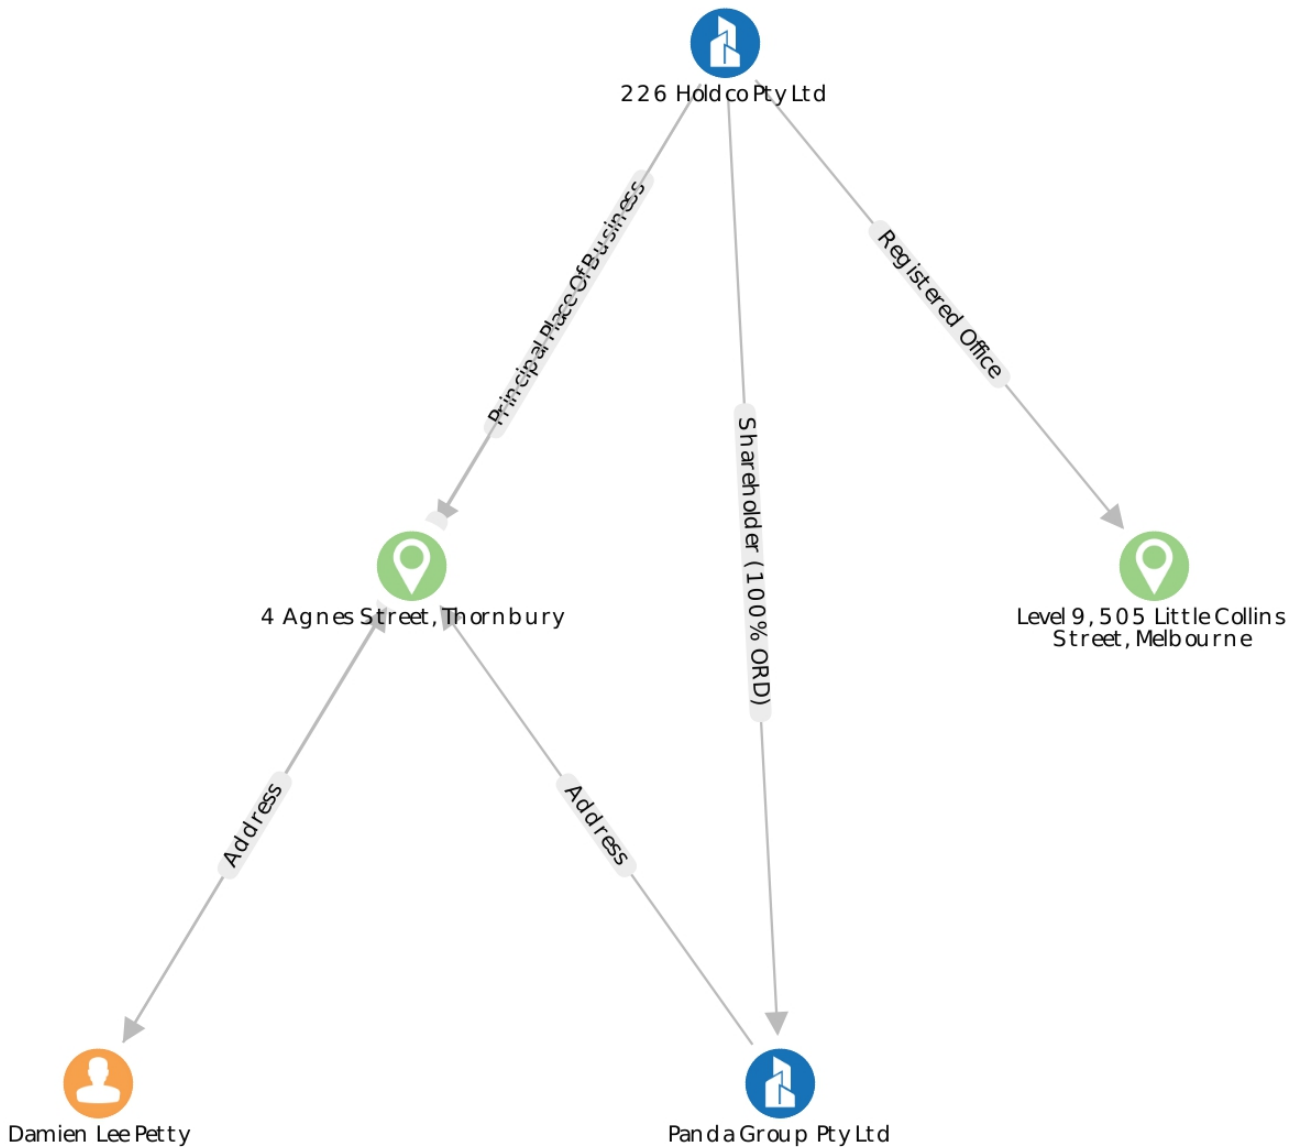 226 Holdco Pty Ltd
Principal Place Of Business
Registered Office
Shareholder (100% ORD)
4 Agnes Street, Thornbury
Level 9, 505 Little Collins
Street, Melbourne
Address
Address
Damien Lee Petty
Panda Group Pty Ltd